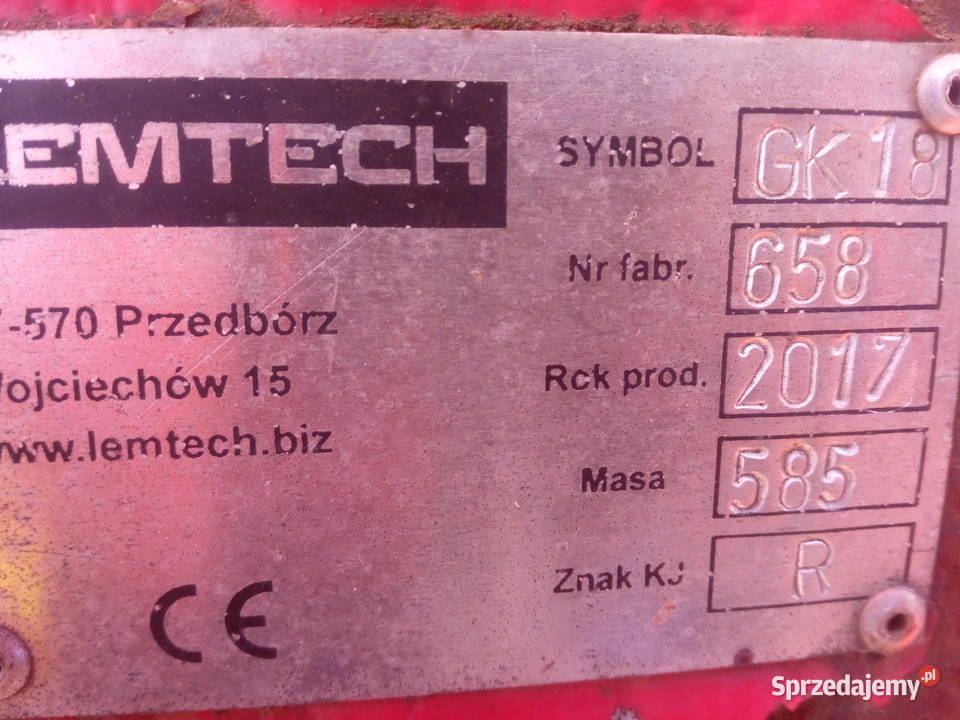 LEMTECH
SYMBOL GK 18
Nr fabr. 658
-570 Przedbórz
Rok prod. 2017
Wojciechów 15
www.lemtech.biz
Masa 585
Znak KJ R
CE
Sprzedajemy.pl